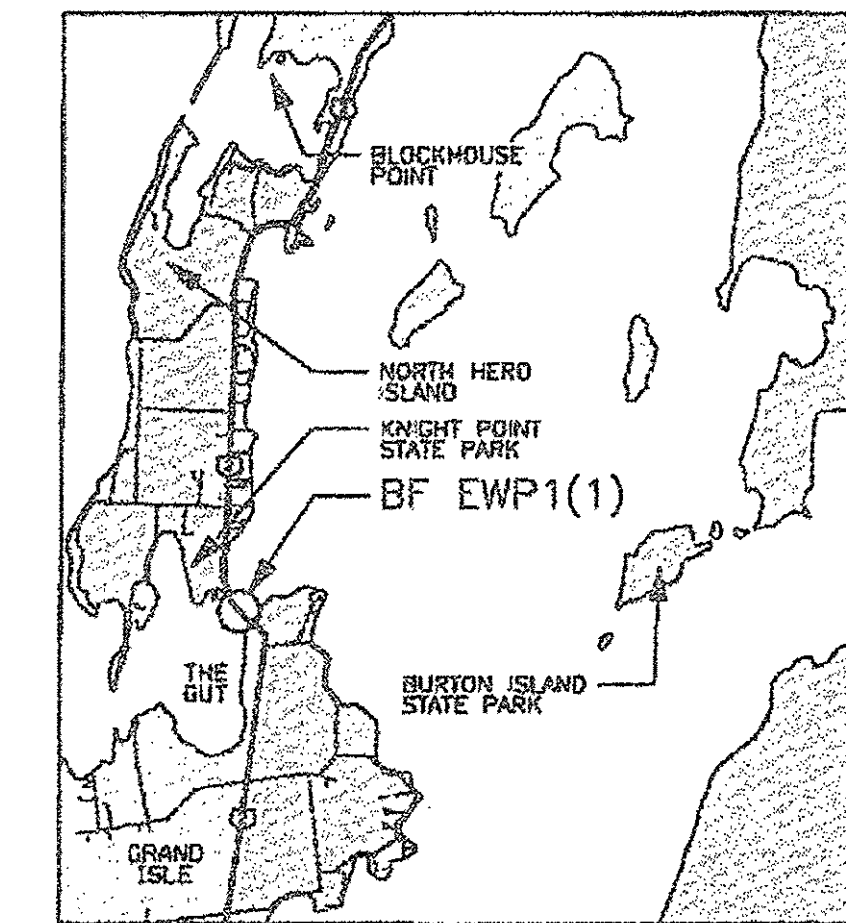 BLOCKHOUSE
POINT
NORTH HERO
ISLAND
KNIGHT POINT
STATE PARK
BF EWP1(1)
THE
GUT
BURTON ISLAND
STATE PARK
GRAND
ISLE